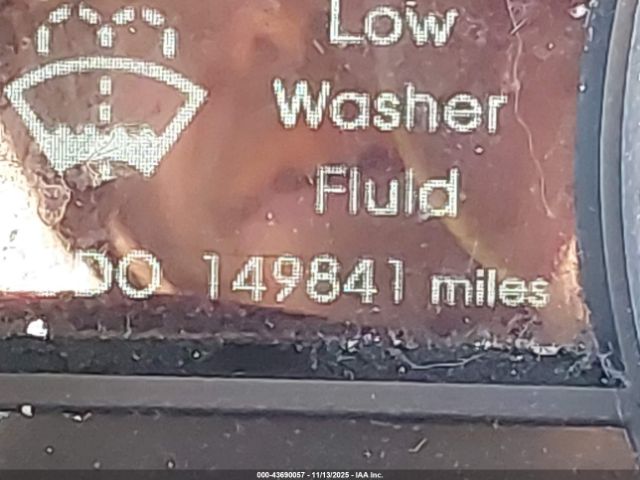 Low
Washer
Fluid
DO 149841 miles
000-43690057 - 11/13/2025 - IAA Inc.